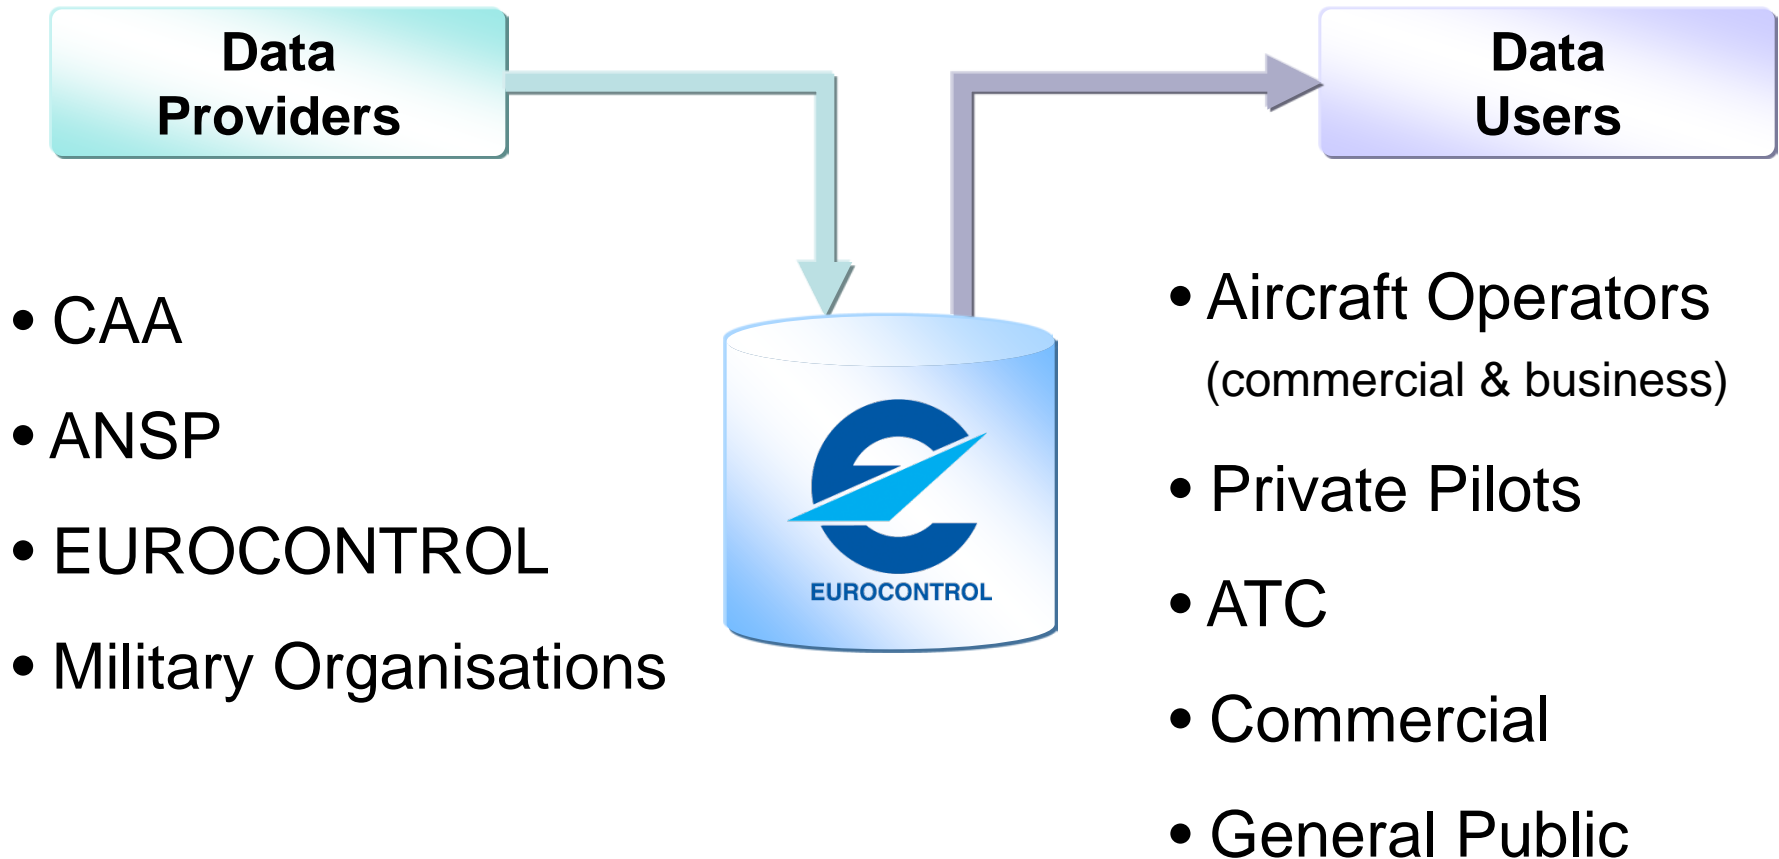 Data
Providers
Data
Users
• CAA
• ANSP
• EUROCONTROL
• Military Organisations
EUROCONTROL
• Aircraft Operators
(commercial & business)
• Private Pilots
• ATC
• Commercial
• General Public